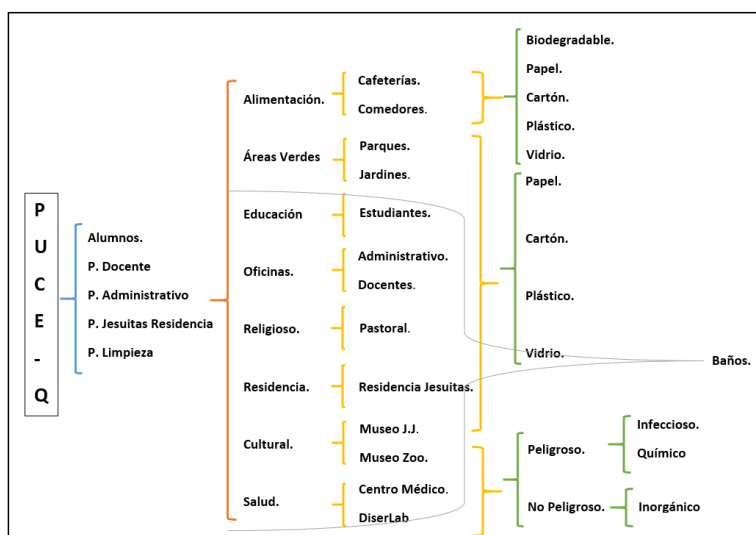 PUCE-Q
Alumnos.
P. Docente
P. Administrativo
P. Jesuitas Residencia
P. Limpieza
Alimentación.
Cafeterías.
Comedores.
Áreas Verdes
Parques.
Jardines.
Educación
Estudiantes.
Oficinas.
Administrativo.
Docentes.
Religioso.
Pastoral.
Residencia.
Residencia Jesuitas.
Cultural.
Museo J.J.
Museo Zoo.
Salud.
Centro Médico.
DiserLab
Biodegradable.
Papel.
Cartón.
Plástico.
Vidrio.
Papel.
Cartón.
Plástico.
Vidrio.
Peligroso.
Infeccioso.
Químico
No Peligroso.
Inorgánico
Baños.